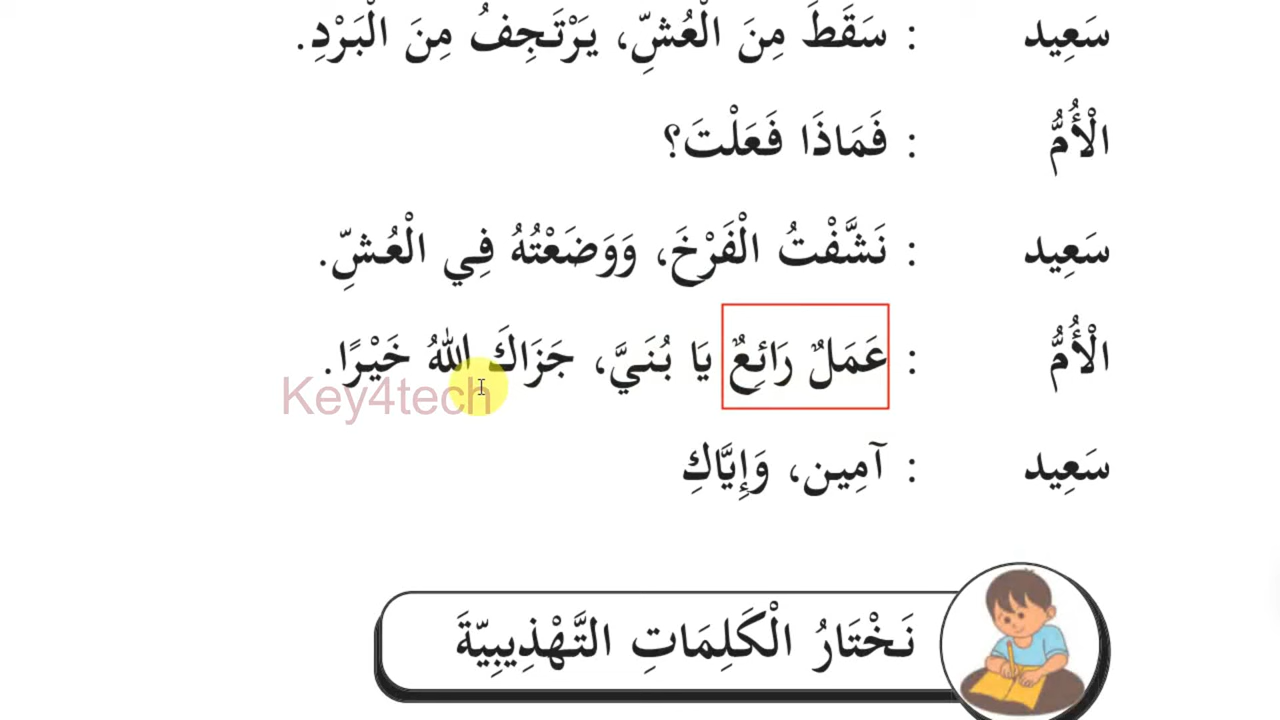 سَعِيد : سَقَطَ مِنَ الْعُشِّ، يَرْتَجِفُ مِنَ الْبَرْدِ.
الْأُمُّ : فَمَاذَا فَعَلْتَ؟
سَعِيد : نَشَّفْتُ الْفَرْخَ، وَوَضَعْتُهُ فِي الْعُشِّ.
الْأُمُّ : عَمَلٌ رَائِعٌ يَا بُنَيَّ، جَزَاكَ اللهُ خَيْرًا.
Key4tech
سَعِيد : آمِين، وَإِيَّاكِ
نَخْتَارُ الْكَلِمَاتِ التَّهْذِيبِيّةَ